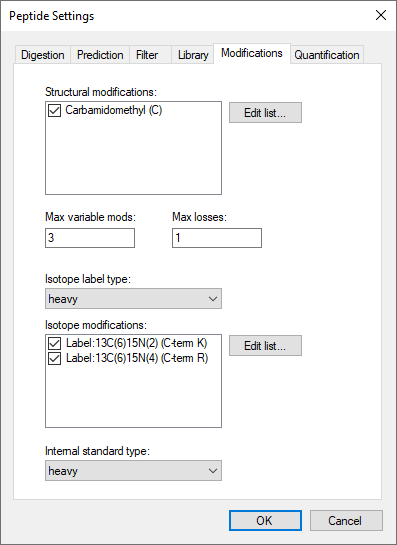 Peptide Settings
Digestion Prediction Filter Library Modifications Quantification
Structural modifications:
Carbamidomethyl (C)
Edit list...
Max variable mods: Max losses:
3 1
Isotope label type:
heavy
Isotope modifications:
Label:13C(6)15N(2) (C-term K)
Edit list...
Label:13C(6)15N(4) (C-term R)
Internal standard type:
heavy
OK Cancel